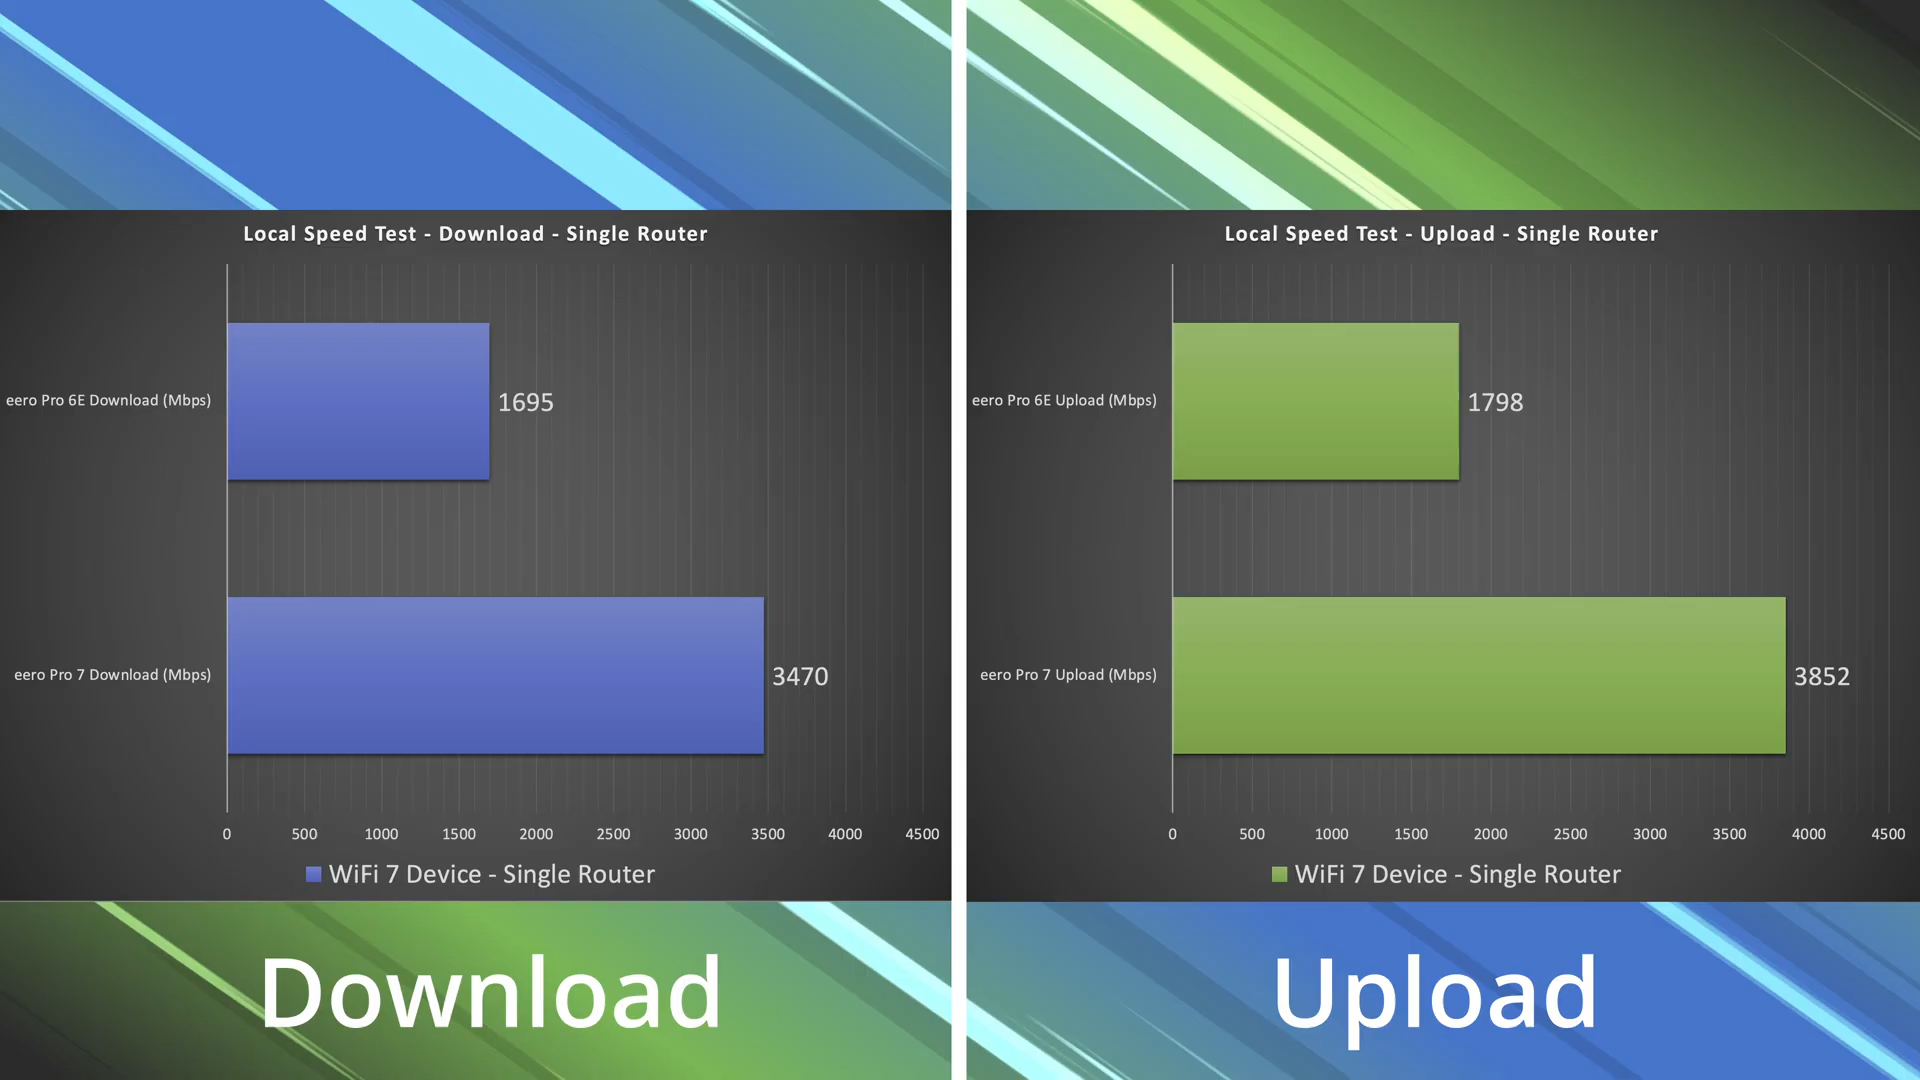 Local Speed Test - Download - Single Router
eero Pro 6E Download (Mbps)
1695
eero Pro 7 Download (Mbps)
3470
0 500 1000 1500 2000 2500 3000 3500 4000 4500
WiFi 7 Device - Single Router
Download
Local Speed Test - Upload - Single Router
eero Pro 6E Upload (Mbps)
1798
eero Pro 7 Upload (Mbps)
3852
0 500 1000 1500 2000 2500 3000 3500 4000 4500
WiFi 7 Device - Single Router
Upload